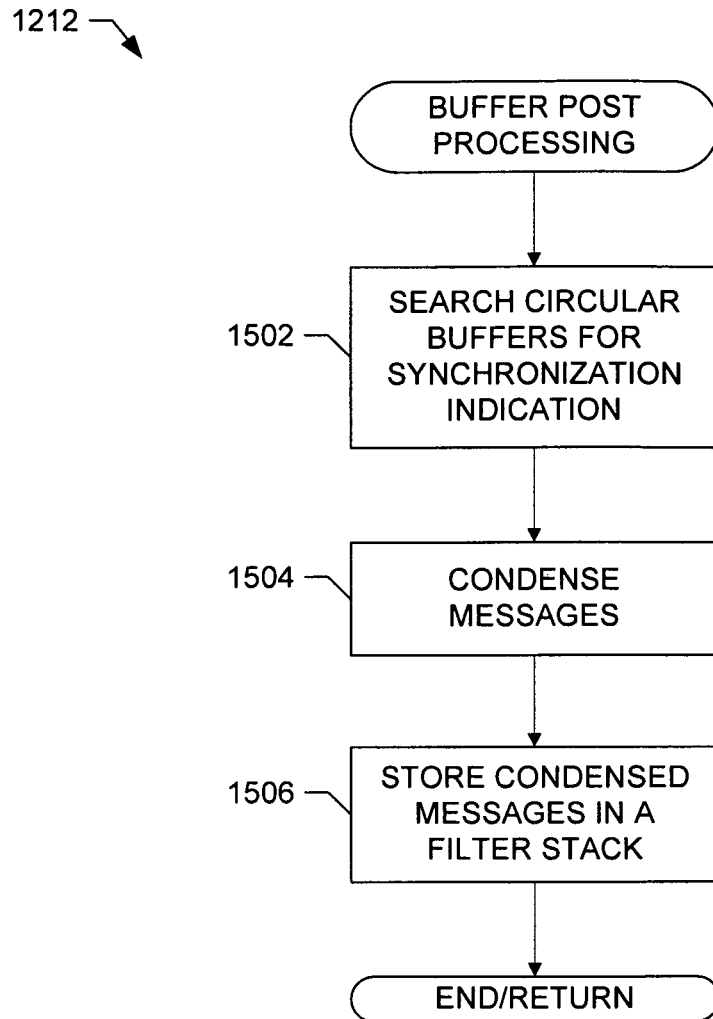 1212
BUFFER POST
PROCESSING
1502
SEARCH CIRCULAR
BUFFERS FOR
SYNCHRONIZATION
INDICATION
1504
CONDENSE
MESSAGES
1506
STORE CONDENSED
MESSAGES IN A
FILTER STACK
END/RETURN